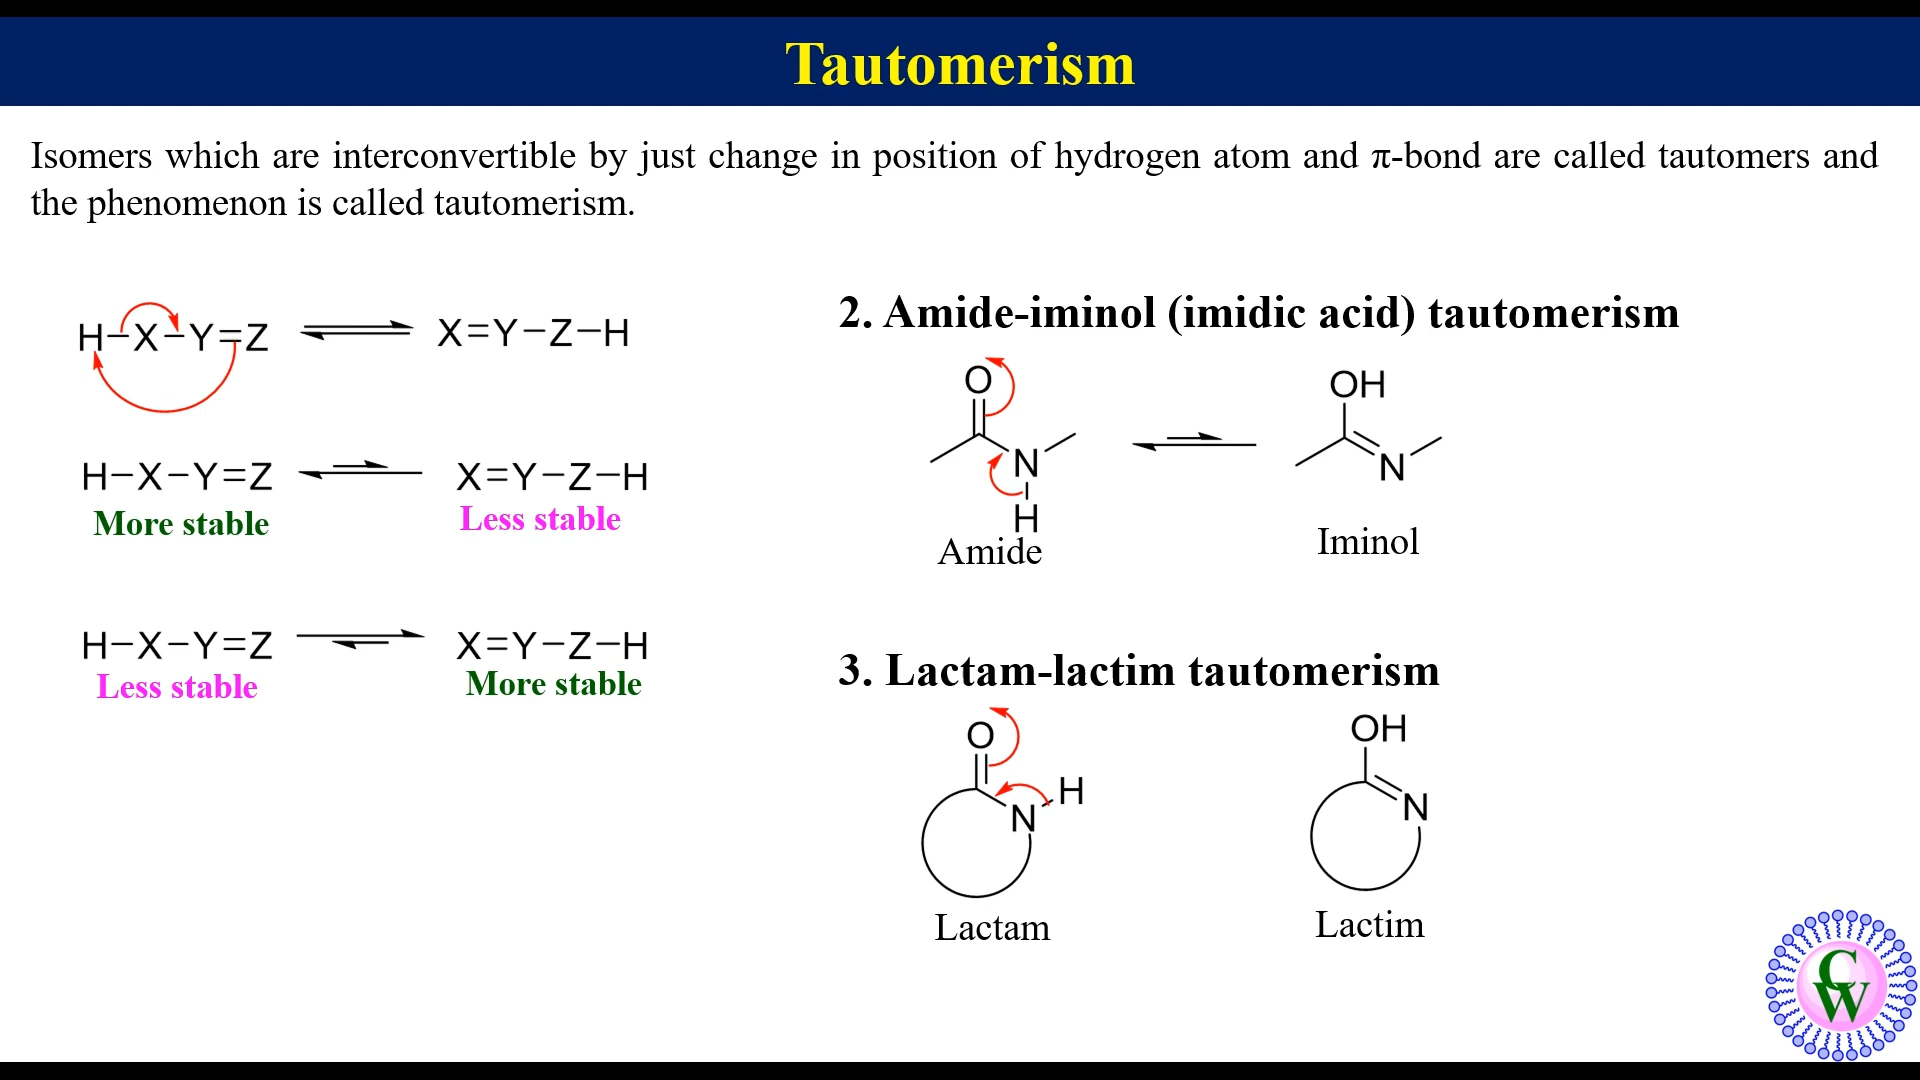 Tautomerism
Isomers which are interconvertible by just change in position of hydrogen atom and π-bond are called tautomers and
the phenomenon is called tautomerism.
H–X–Y=Z X=Y–Z–H
H–X–Y=Z X=Y–Z–H
More stable Less stable
H–X–Y=Z X=Y–Z–H
Less stable More stable
2. Amide-iminol (imidic acid) tautomerism
O OH
N N
H
Amide Iminol
3. Lactam-lactim tautomerism
O OH
H
N N
Lactam Lactim
CW